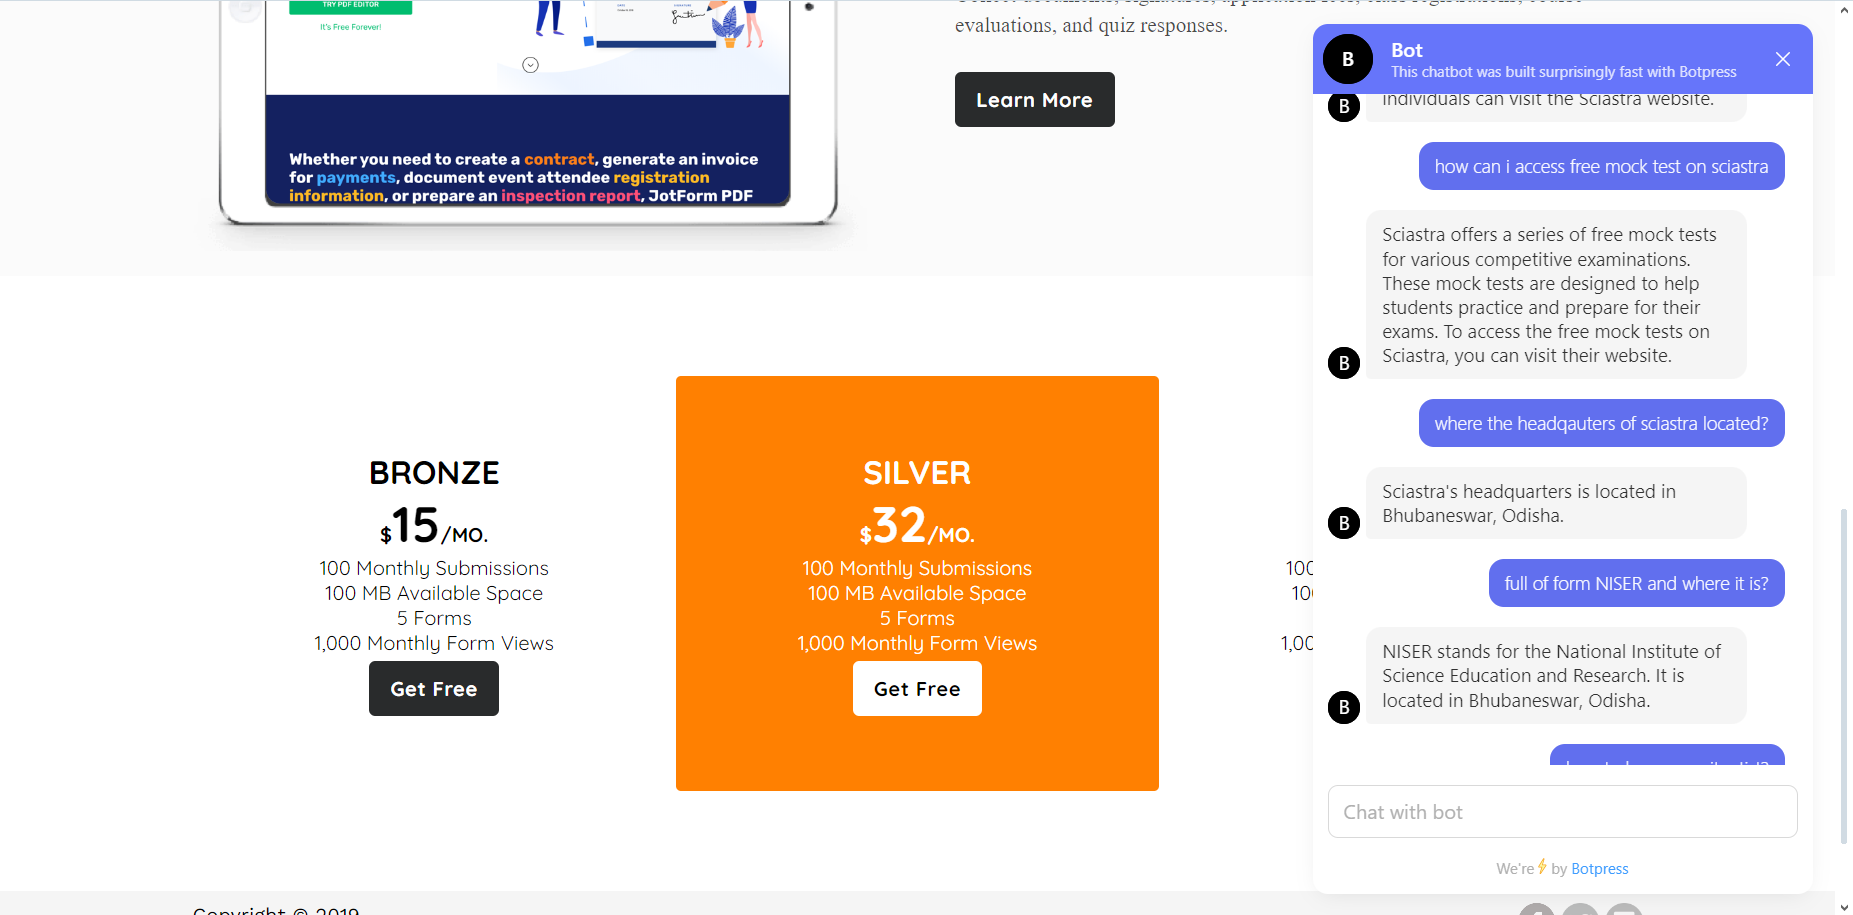 TRY PDF EDITOR
It's Free Forever!
Whether you need to create a contract, generate an invoice
for payments, document event attendee registration
information, or prepare an inspection report, JotForm PDF
evaluations, and quiz responses.
Learn More
BRONZE
$15/MO.
100 Monthly Submissions
100 MB Available Space
5 Forms
1,000 Monthly Form Views
Get Free
SILVER
$32/MO.
100 Monthly Submissions
100 MB Available Space
5 Forms
1,000 Monthly Form Views
Get Free
100
10
1,00
Copyright © 2019
B
Bot
This chatbot was built surprisingly fast with Botpress
individuals can visit the Sciastra website.
B
how can i access free mock test on sciastra
Sciastra offers a series of free mock tests
for various competitive examinations.
These mock tests are designed to help
students practice and prepare for their
exams. To access the free mock tests on
Sciastra, you can visit their website.
B
where the headqauters of sciastra located?
Sciastra's headquarters is located in
Bhubaneswar, Odisha.
B
full of form NISER and where it is?
NISER stands for the National Institute of
Science Education and Research. It is
located in Bhubaneswar, Odisha.
B
Chat with bot
We're⚡by Botpress